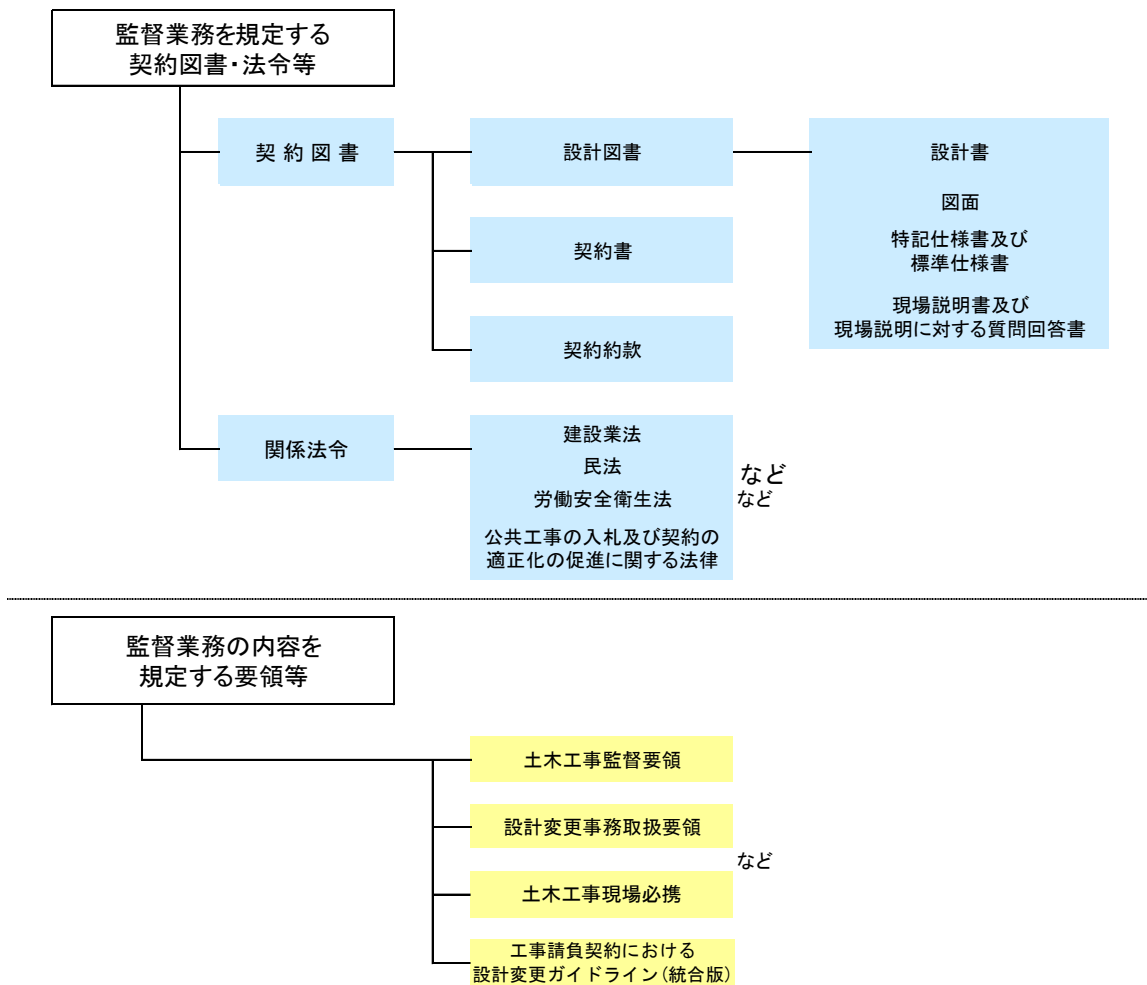 監督業務を規定する
契約図書・法令等
契 約 図 書
設計図書
設計書
図面
特記仕様書及び
標準仕様書
現場説明書及び
現場説明に対する質問回答書
契約書
契約約款
関係法令
建設業法
民法
労働安全衛生法
公共工事の入札及び契約の
適正化の促進に関する法律
など
など
監督業務の内容を
規定する要領等
土木工事監督要領
設計変更事務取扱要領
など
土木工事現場必携
工事請負契約における
設計変更ガイドライン(統合版)